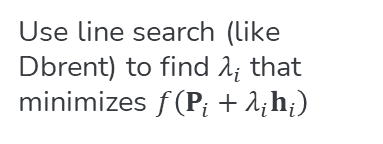 Use line search (like
Dbrent) to find λᵢ that
minimizes f(𝐏ᵢ + λᵢ𝐡ᵢ)